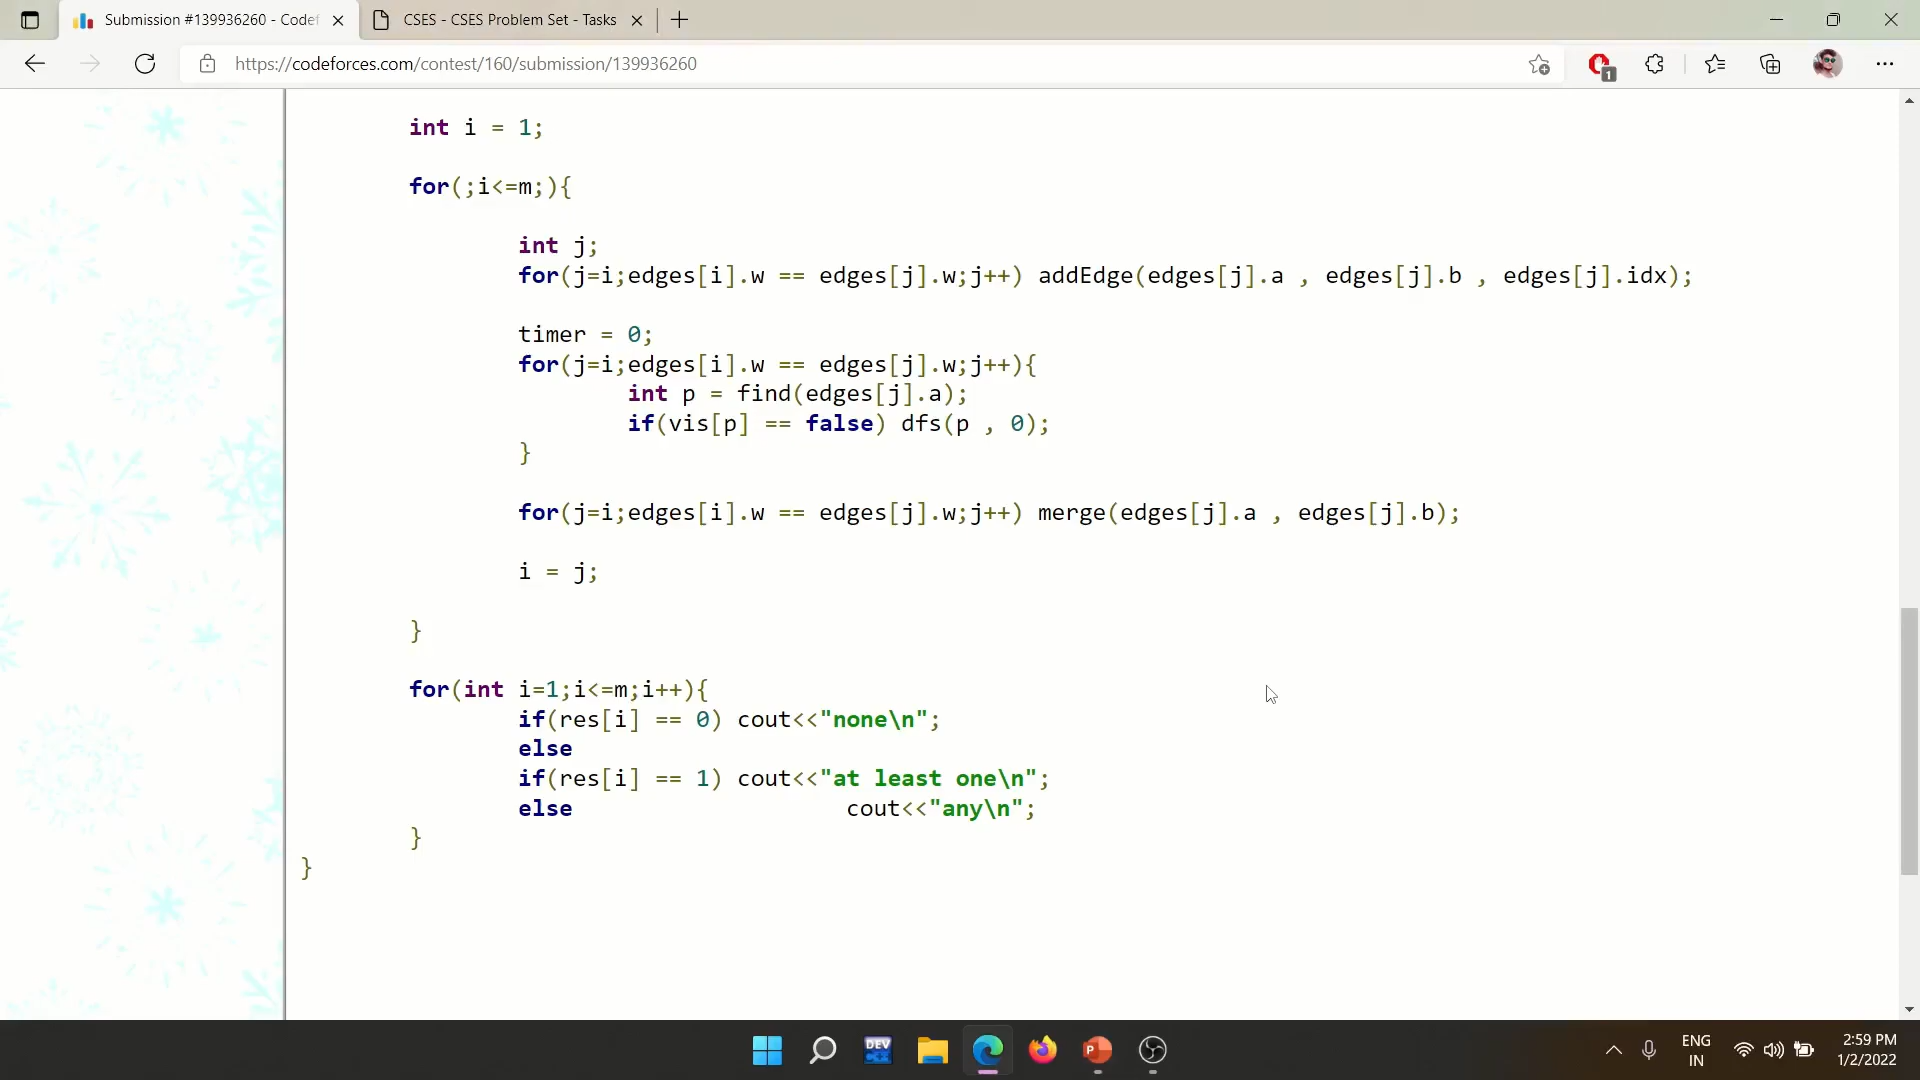 Submission #139936260 - Codef
CSES - CSES Problem Set - Tasks
https://codeforces.com/contest/160/submission/139936260
1
int i = 1;
for(;i<=m;){
int j;
for(j=i;edges[i].w == edges[j].w;j++) addEdge(edges[j].a , edges[j].b , edges[j].idx);
timer = 0;
for(j=i;edges[i].w == edges[j].w;j++){
int p = find(edges[j].a);
if(vis[p] == false) dfs(p , 0);
}
for(j=i;edges[i].w == edges[j].w;j++) merge(edges[j].a , edges[j].b);
i = j;
}
for(int i=1;i<=m;i++){
if(res[i] == 0) cout<<"none\n";
else
if(res[i] == 1) cout<<"at least one\n";
else cout<<"any\n";
}
}
DEV
P
ENG
IN
2:59 PM
1/2/2022